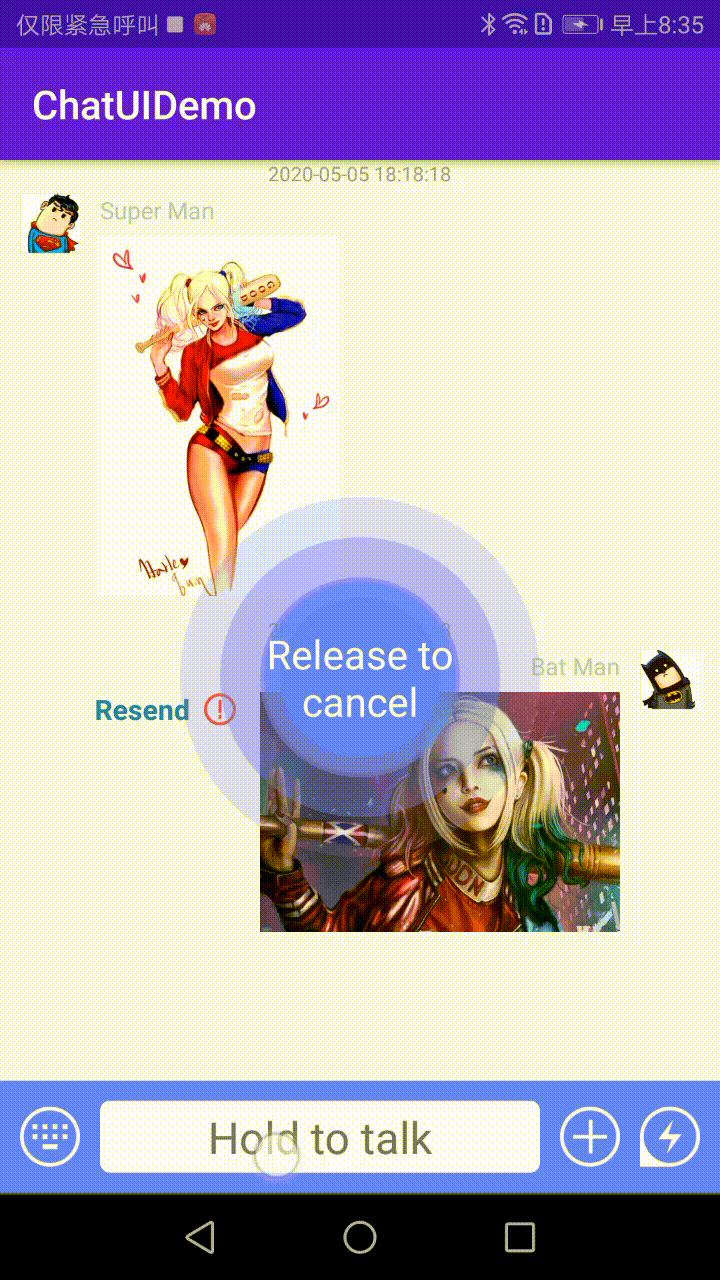 仅限紧急呼叫
早上8:35
ChatUIDemo
2020-05-05 18:18:18
Super Man
Release to
cancel
Bat Man
Resend
Hold to talk